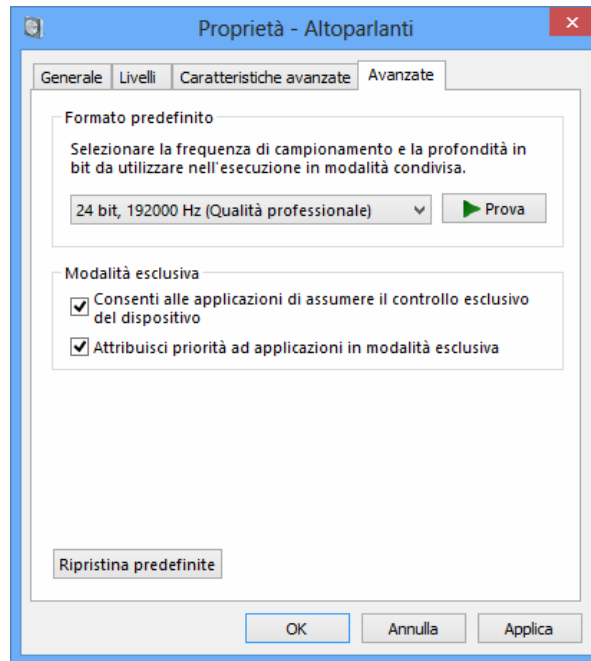 Proprietà - Altoparlanti
Generale
Livelli
Caratteristiche avanzate
Avanzate
Formato predefinito
Selezionare la frequenza di campionamento e la profondità in
bit da utilizzare nell'esecuzione in modalità condivisa.
24 bit, 192000 Hz (Qualità professionale)
Prova
Modalità esclusiva
Consenti alle applicazioni di assumere il controllo esclusivo
del dispositivo
Attribuisci priorità ad applicazioni in modalità esclusiva
Ripristina predefinite
OK
Annulla
Applica